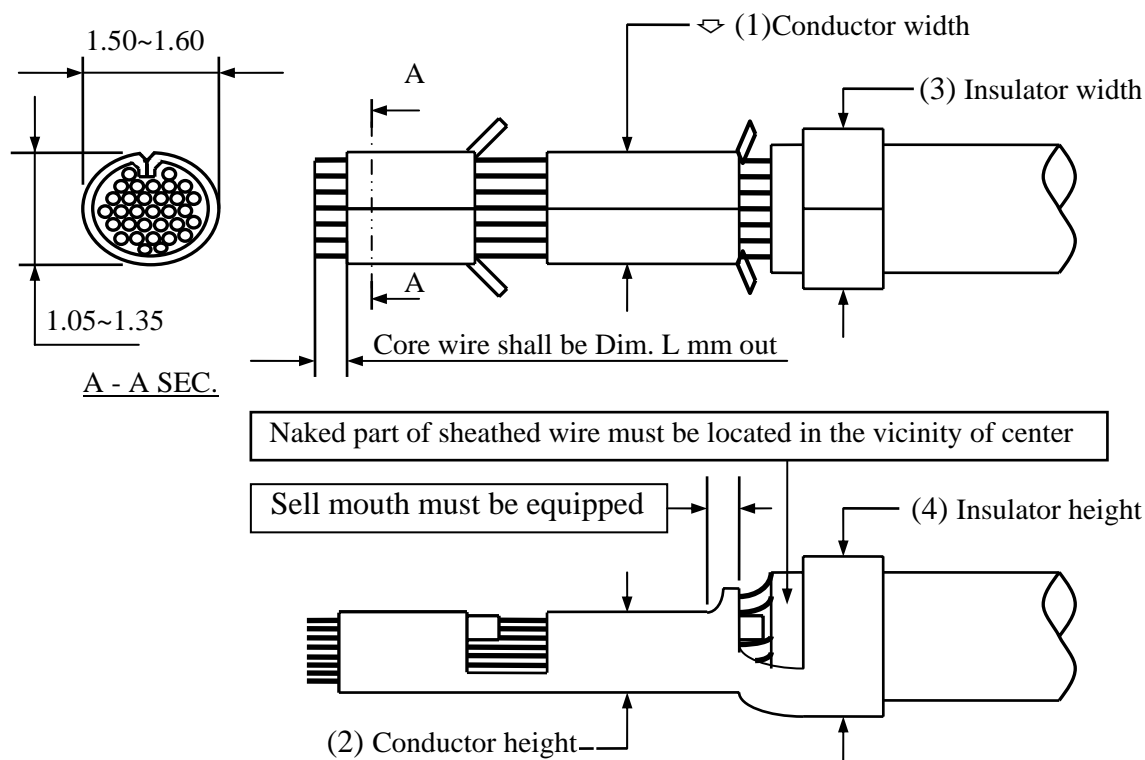 1.50~1.60
(1)Conductor width
A
(3) Insulator width
A
1.05~1.35
Core wire shall be Dim. L mm out
A - A SEC.
Naked part of sheathed wire must be located in the vicinity of center
Sell mouth must be equipped
(4) Insulator height
(2) Conductor height